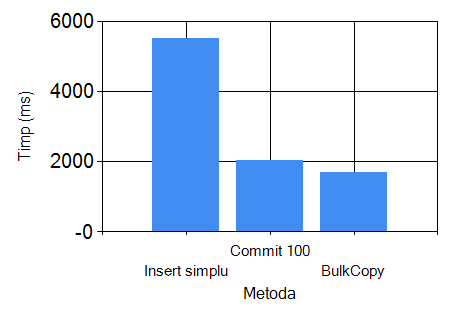 6000
4000
2000
-0
Timp (ms)
Commit 100
Insert simplu
BulkCopy
Metoda